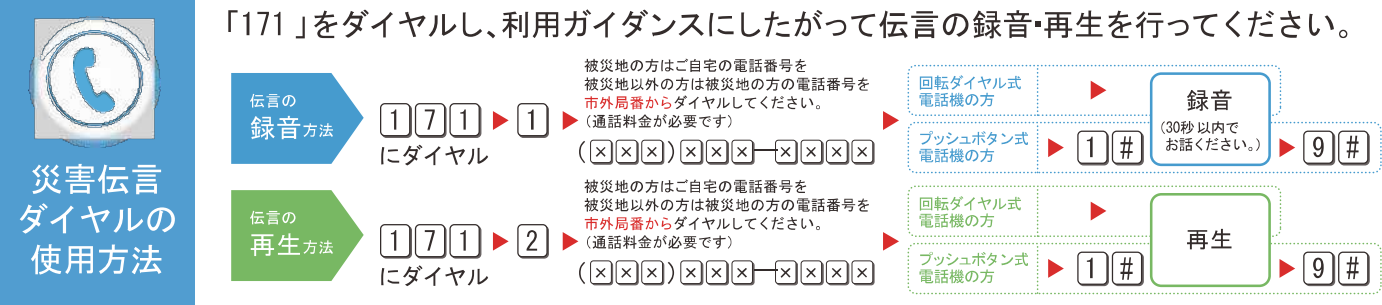 災害伝言
ダイヤルの
使用方法
「171 」をダイヤルし、利用ガイダンスにしたがって伝言の録音・再生を行ってください。
伝言の
録音方法
171
にダイヤル
1
被災地の方はご自宅の電話番号を
被災地以外の方は被災地の方の電話番号を
市外局番からダイヤルしてください。
(通話料金が必要です)
(×××)×××ー××××
回転ダイヤル式
電話機の方
プッシュボタン式
電話機の方
1#
録音
(30秒以内で
お話ください。)
9#
伝言の
再生方法
171
にダイヤル
2
被災地の方はご自宅の電話番号を
被災地以外の方は被災地の方の電話番号を
市外局番からダイヤルしてください。
(通話料金が必要です)
(×××)×××ー××××
回転ダイヤル式
電話機の方
プッシュボタン式
電話機の方
1#
再生
9#